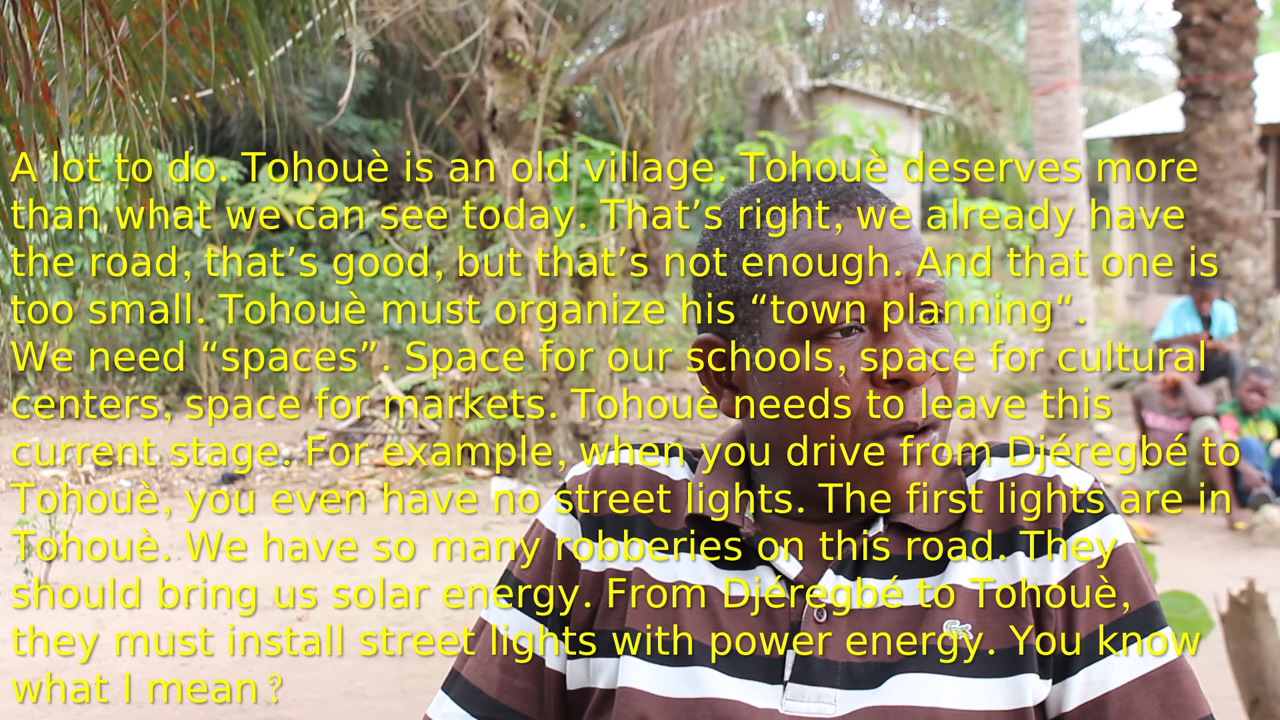 A lot to do. Tohouè is an old village. Tohouè deserves more
than what we can see today. That’s right, we already have
the road, that’s good, but that’s not enough. And that one is
too small. Tohouè must organize his “town planning“.
We need “spaces”. Space for our schools, space for cultural
centers, space for markets. Tohouè needs to leave this
current stage. For example, when you drive from Djéregbé to
Tohouè, you even have no street lights. The first lights are in
Tohouè. We have so many robberies on this road. They
should bring us solar energy. From Djéregbé to Tohouè,
they must install street lights with power energy. You know
what I mean ?